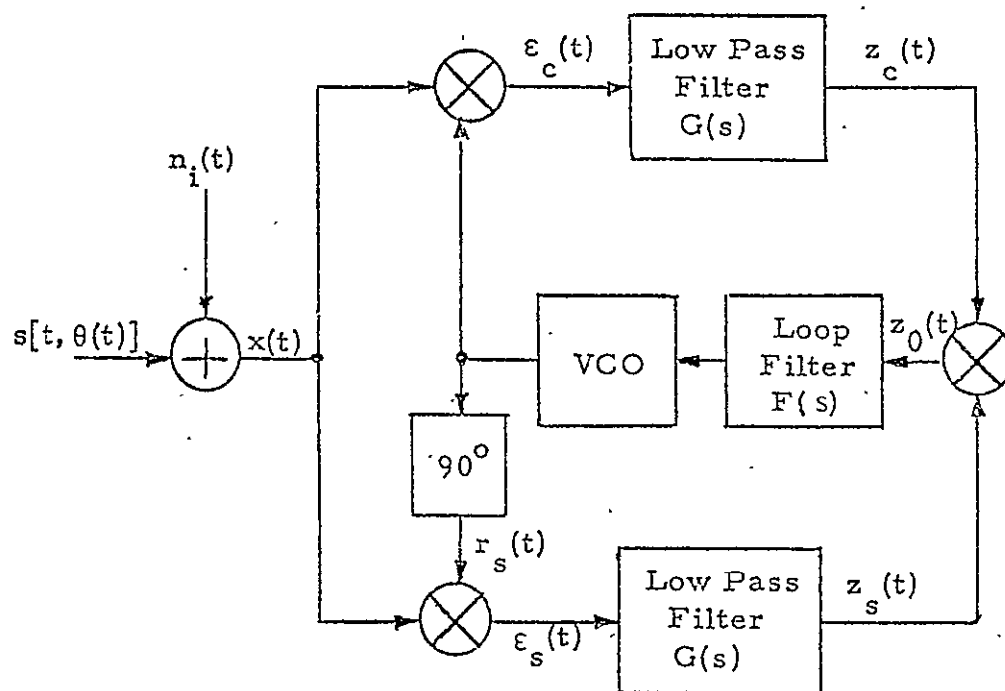 ε_c(t)
Low Pass
Filter
G(s)
z_c(t)
n_i(t)
s[t, θ(t)]
x(t)
VCO
Loop
Filter
F(s)
z_0(t)
90°
r_s(t)
ε_s(t)
Low Pass
Filter
G(s)
z_s(t)